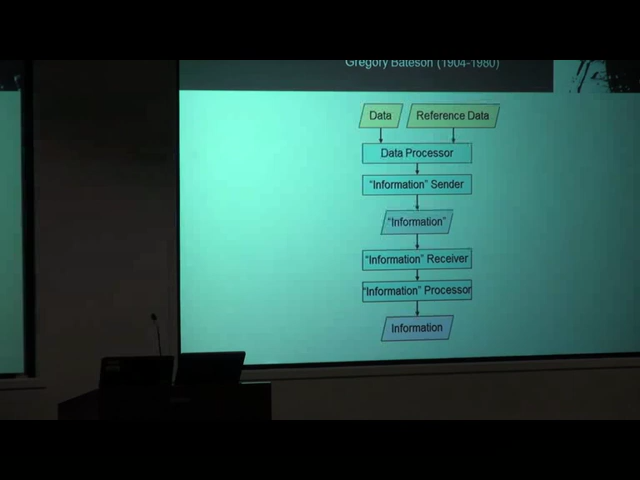 Gregory Bateson (1904-1980)
Data
Reference Data
Data Processor
“Information” Sender
“Information”
“Information” Receiver
“Information” Processor
Information